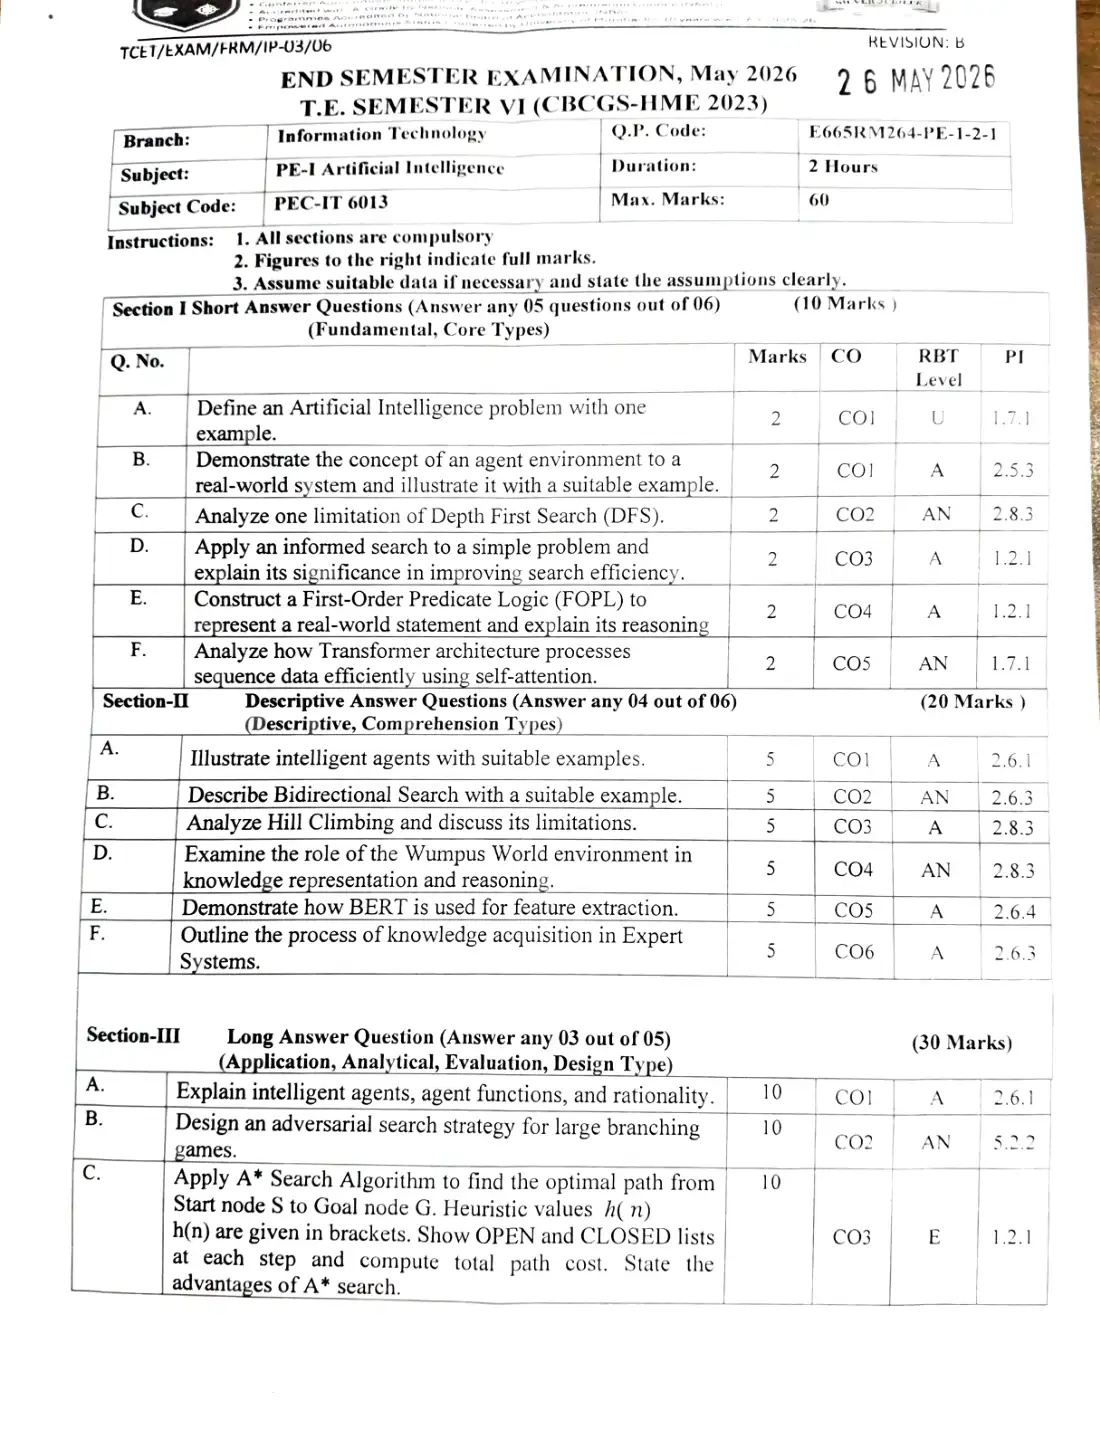 TCET/EXAM/FRM/IP-03/06
REVISION: B
END SEMESTER EXAMINATION, May 2026
26 MAY 2026
T.E. SEMESTER VI (CBCGS-HME 2023)
Branch: Information Technology Q.P. Code: E665RM264-PE-1-2-1
Subject: PE-I Artificial Intelligence Duration: 2 Hours
Subject Code: PEC-IT 6013 Max. Marks: 60
Instructions: 1. All sections are compulsory
2. Figures to the right indicate full marks.
3. Assume suitable data if necessary and state the assumptions clearly.
Section I Short Answer Questions (Answer any 05 questions out of 06) (10 Marks )
(Fundamental, Core Types)
Q. No. Marks CO RBT PI
Level
A. Define an Artificial Intelligence problem with one
example. 2 CO1 U 1.7.1
B. Demonstrate the concept of an agent environment to a
real-world system and illustrate it with a suitable example. 2 CO1 A 2.5.3
C. Analyze one limitation of Depth First Search (DFS). 2 CO2 AN 2.8.3
D. Apply an informed search to a simple problem and
explain its significance in improving search efficiency. 2 CO3 A 1.2.1
E. Construct a First-Order Predicate Logic (FOPL) to
represent a real-world statement and explain its reasoning 2 CO4 A 1.2.1
F. Analyze how Transformer architecture processes
sequence data efficiently using self-attention. 2 CO5 AN 1.7.1
Section-II Descriptive Answer Questions (Answer any 04 out of 06) (20 Marks )
(Descriptive, Comprehension Types)
A. Illustrate intelligent agents with suitable examples. 5 CO1 A 2.6.1
B. Describe Bidirectional Search with a suitable example. 5 CO2 AN 2.6.3
C. Analyze Hill Climbing and discuss its limitations. 5 CO3 A 2.8.3
D. Examine the role of the Wumpus World environment in
knowledge representation and reasoning. 5 CO4 AN 2.8.3
E. Demonstrate how BERT is used for feature extraction. 5 CO5 A 2.6.4
F. Outline the process of knowledge acquisition in Expert
Systems. 5 CO6 A 2.6.3
Section-III Long Answer Question (Answer any 03 out of 05) (30 Marks)
(Application, Analytical, Evaluation, Design Type)
A. Explain intelligent agents, agent functions, and rationality. 10 CO1 A 2.6.1
B. Design an adversarial search strategy for large branching 10
games. CO2 AN 5.2.2
C. Apply A* Search Algorithm to find the optimal path from 10
Start node S to Goal node G. Heuristic values h( n)
h(n) are given in brackets. Show OPEN and CLOSED lists CO3 E 1.2.1
at each step and compute total path cost. State the
advantages of A* search.